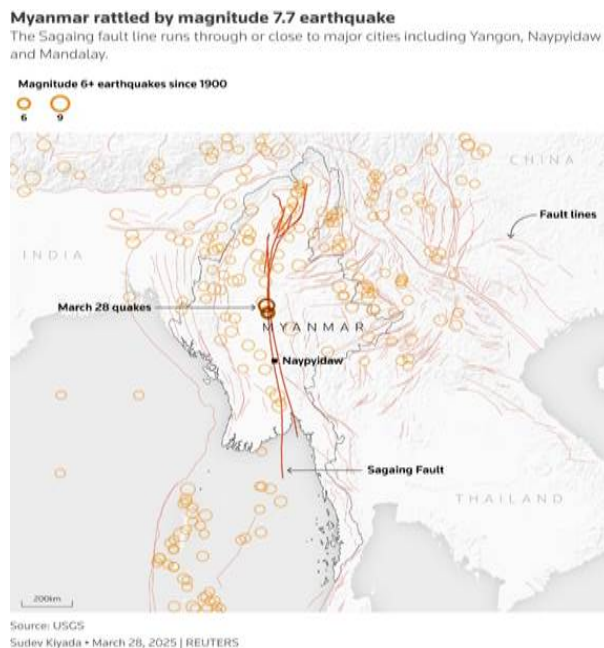 Myanmar rattled by magnitude 7.7 earthquake
The Sagaing fault line runs through or close to major cities including Yangon, Naypyidaw
and Mandalay.
Magnitude 6+ earthquakes since 1900
6 9
CHINA
Fault lines
INDIA
March 28 quakes
MYANMAR
Naypyidaw
Sagaing Fault
THAILAND
200km
Source: USGS
Sudev Kiyada • March 28, 2025 | REUTERS